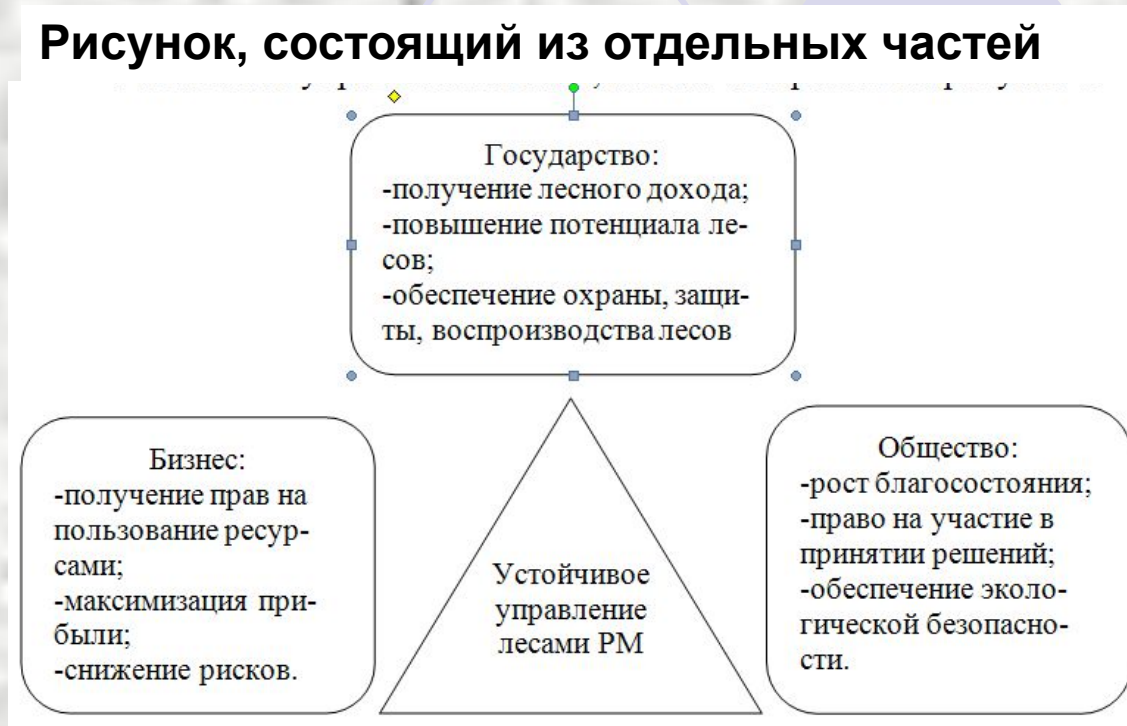 Рисунок, состоящий из отдельных частей
Государство:
-получение лесного дохода;
-повышение потенциала ле-
сов;
-обеспечение охраны, защи-
ты, воспроизводства лесов
Бизнес:
-получение прав на
пользование ресур-
сами;
-максимизация при-
были;
-снижение рисков.
Устойчивое
управление
лесами РМ
Общество:
-рост благосостояния;
-право на участие в
принятии решений;
-обеспечение эколо-
гической безопасно-
сти.